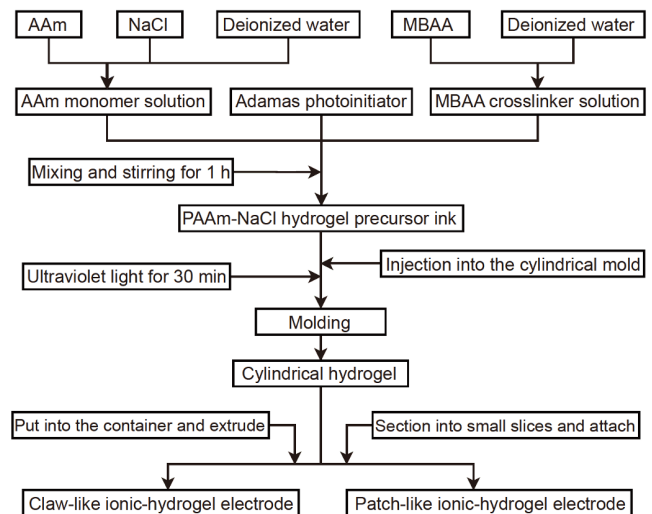 AAm
NaCl
Deionized water
MBAA
Deionized water
AAm monomer solution
Adamas photoinitiator
MBAA crosslinker solution
Mixing and stirring for 1 h
PAAm-NaCl hydrogel precursor ink
Injection into the cylindrical mold
Ultraviolet light for 30 min
Molding
Cylindrical hydrogel
Put into the container and extrude
Section into small slices and attach
Claw-like ionic-hydrogel electrode
Patch-like ionic-hydrogel electrode